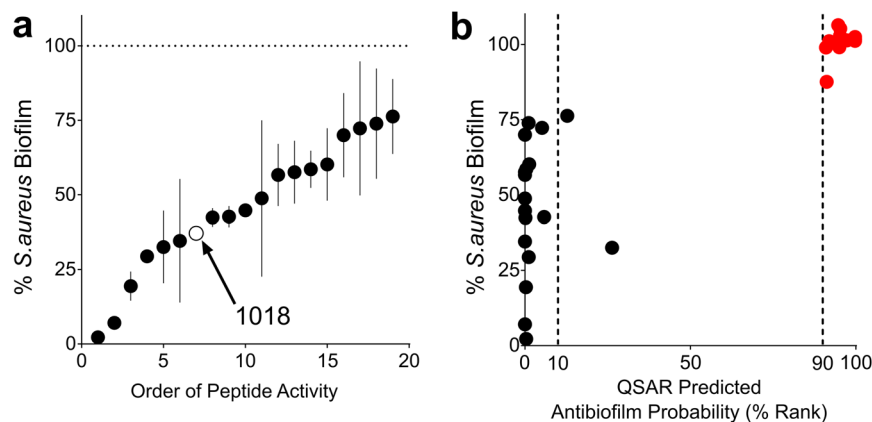 a
% S.aureus Biofilm
100
75
50
25
0
1018
0 5 10 15 20
Order of Peptide Activity
b
% S.aureus Biofilm
100
75
50
25
0
0 10 50 90 100
QSAR Predicted
Antibiofilm Probability (% Rank)